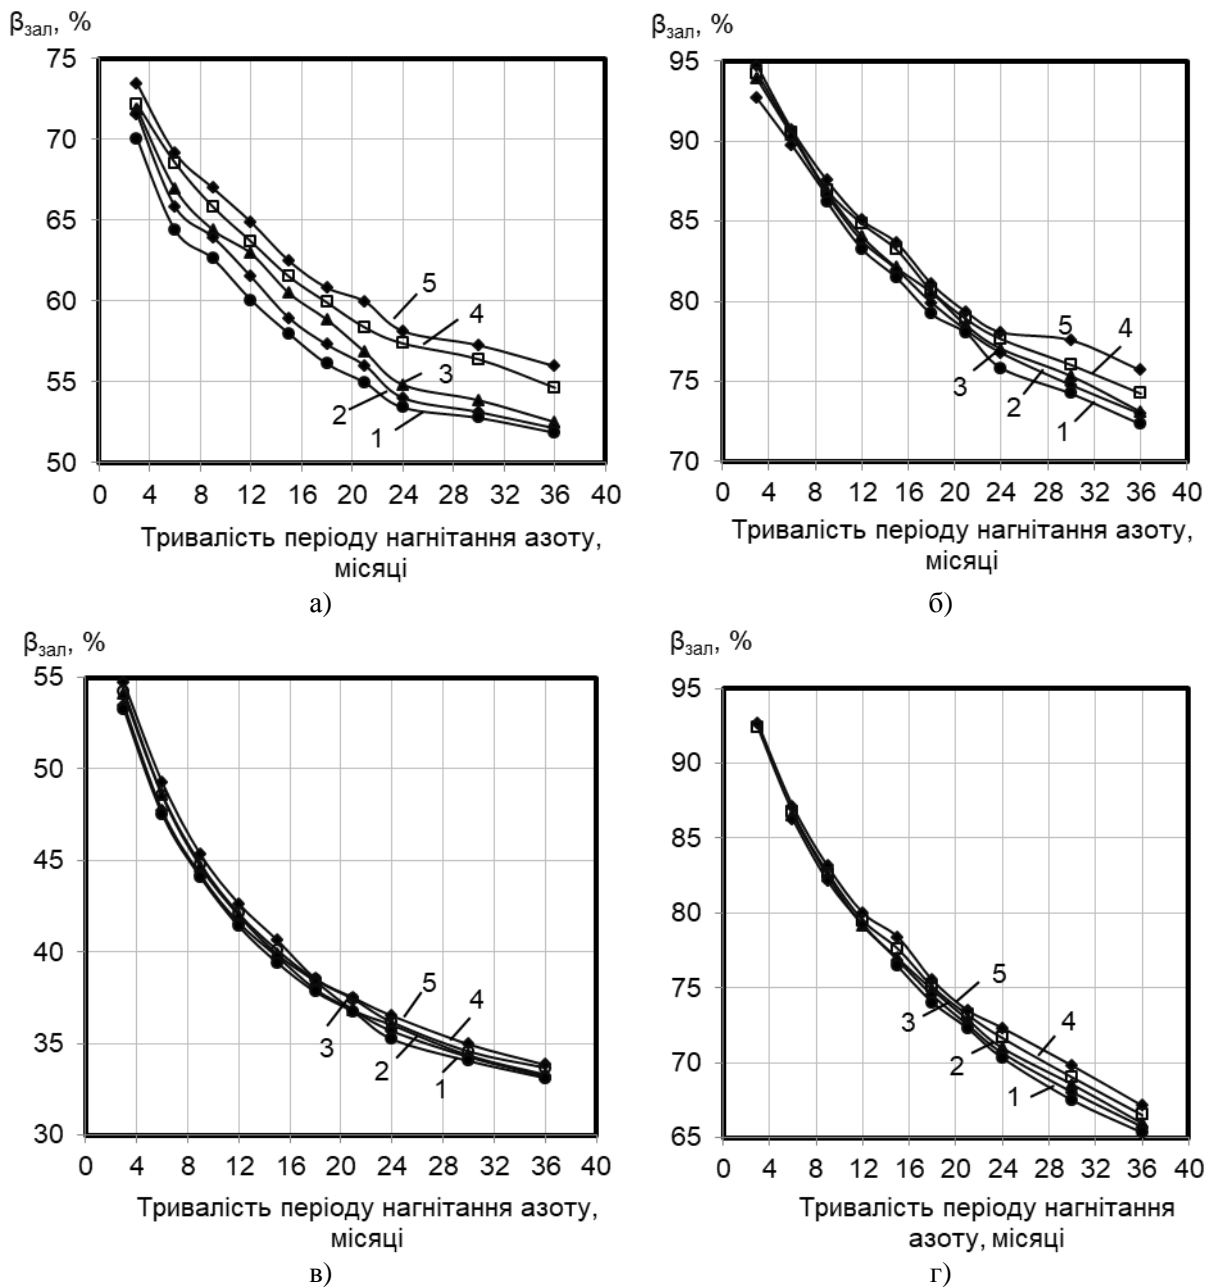 βзал, %
75
70
65
60
55
50
0 4 8 12 16 20 24 28 32 36 40
5
4
3
2
1
Тривалість періоду нагнітання азоту,
місяці
а)
βзал, %
95
90
85
80
75
70
0 4 8 12 16 20 24 28 32 36 40
5
4
3
2
1
Тривалість періоду нагнітання азоту,
місяці
б)
βзал, %
55
50
45
40
35
30
0 4 8 12 16 20 24 28 32 36 40
5
4
3
2
1
Тривалість періоду нагнітання азоту,
місяці
в)
βзал, %
95
90
85
80
75
70
65
0 4 8 12 16 20 24 28 32 36 40
5
4
3
2
1
Тривалість періоду нагнітання
азоту, місяці
г)